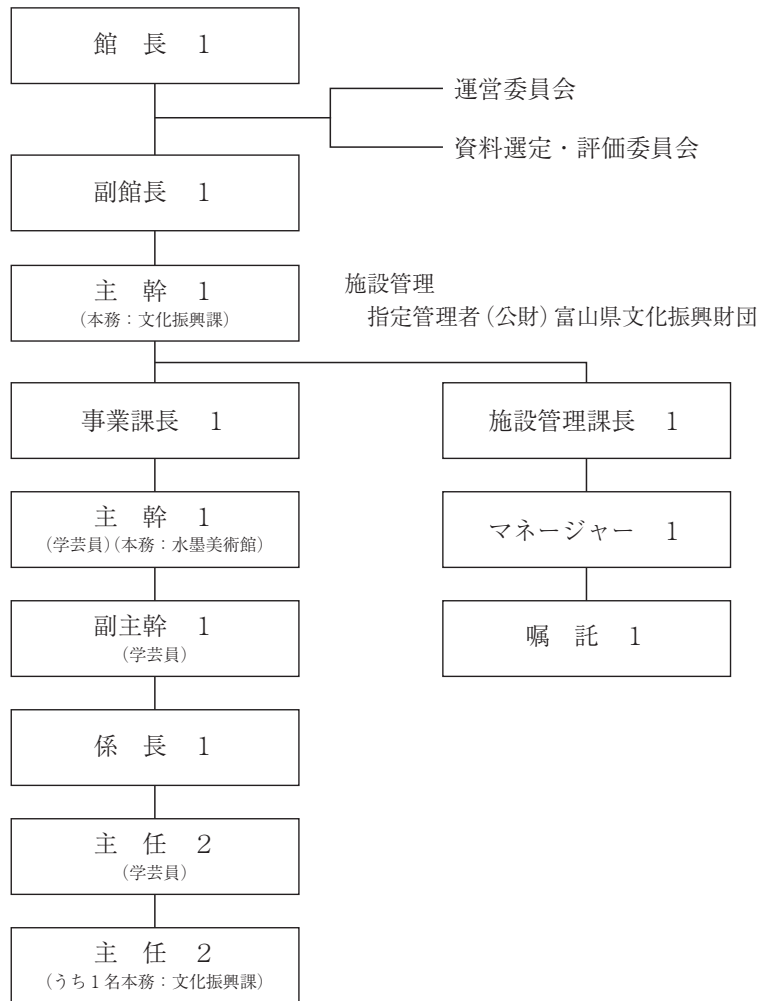 館　長　1
運営委員会
資料選定・評価委員会
副館長　1
主　幹　1
(本務：文化振興課)
施設管理
指定管理者(公財)富山県文化振興財団
事業課長　1
施設管理課長　1
主　幹　1
(学芸員)(本務：水墨美術館)
マネージャー　1
副主幹　1
(学芸員)
嘱　託　1
係　長　1
主　任　2
(学芸員)
主　任　2
(うち1名本務：文化振興課)